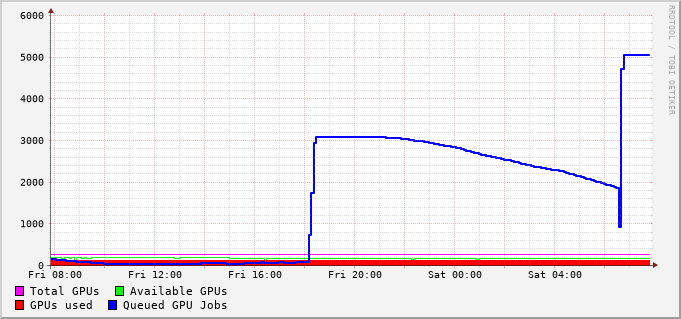 6000
5000
4000
3000
2000
1000
0
Fri 08:00 Fri 12:00 Fri 16:00 Fri 20:00 Sat 00:00 Sat 04:00
Total GPUs Available GPUs
GPUs used Queued GPU Jobs
RRDTOOL / TOBI OETIKER